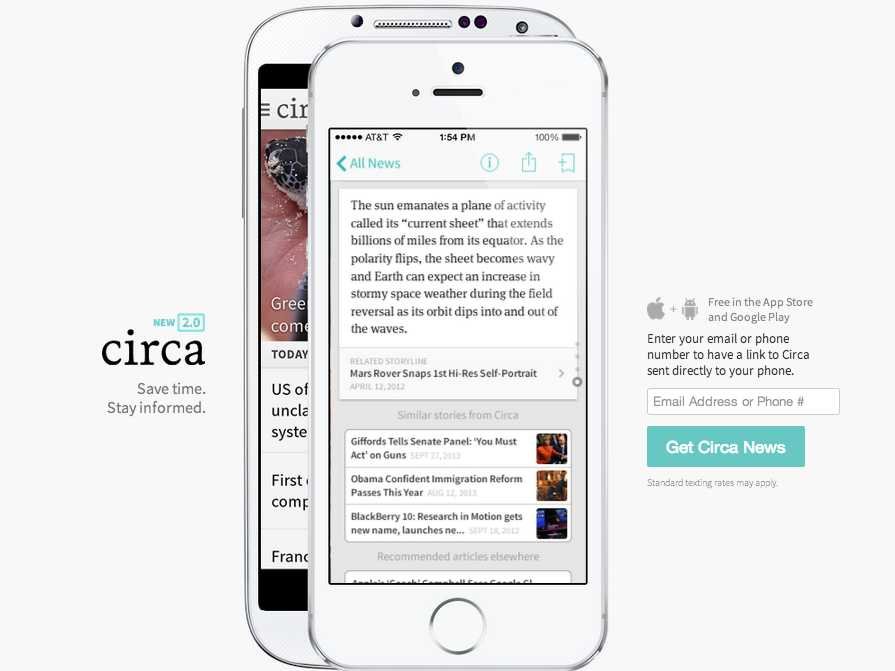 NEW 2.0
circa
Save time.
Stay informed.
cir
Gree
come
TODAY
US of
uncla
syste
First
comp
Franc
AT&T
1:54 PM
100%
All News
The sun emanates a plane of activity
called its “current sheet” that extends
billions of miles from its equator. As the
polarity flips, the sheet becomes wavy
and Earth can expect an increase in
stormy space weather during the field
reversal as its orbit dips into and out of
the waves.
RELATED STORYLINE
Mars Rover Snaps 1st Hi-Res Self-Portrait
APRIL 12, 2012
Similar stories from Circa
Giffords Tells Senate Panel: ‘You Must
Act’ on Guns SEPT 27, 2013
Obama Confident Immigration Reform
Passes This Year AUG 12, 2013
BlackBerry 10: Research in Motion gets
new name, launches ne... SEPT 18, 2012
Recommended articles elsewhere
Apple's 'Coach' Campbell
+
Free in the App Store
and Google Play
Enter your email or phone
number to have a link to Circa
sent directly to your phone.
Email Address or Phone #
Get Circa News
Standard texting rates may apply.